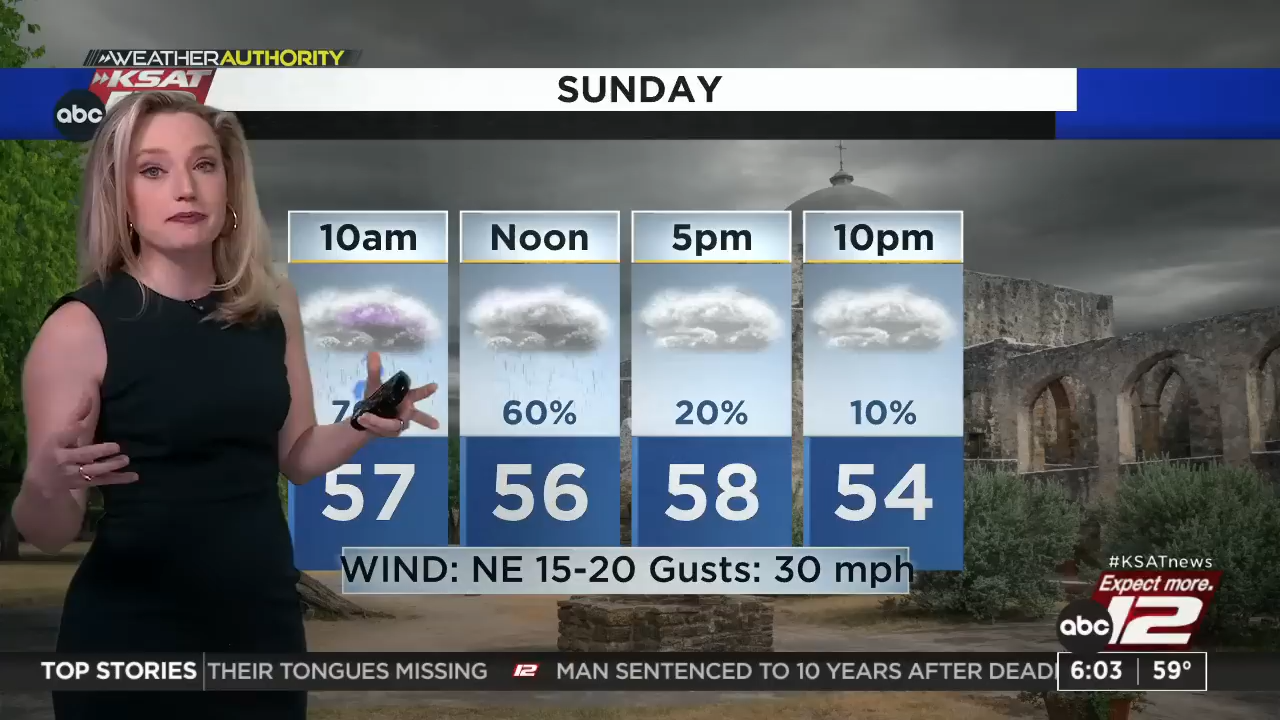 WEATHERAUTHORITY
KSAT
abc
SUNDAY
10am
Noon
5pm
10pm
60%
20%
10%
57
56
58
54
WIND: NE 15-20 Gusts: 30 mph
#KSATnews
Expect more.
abc
12
TOP STORIES
THEIR TONGUES MISSING
12
MAN SENTENCED TO 10 YEARS AFTER
6:03
59°